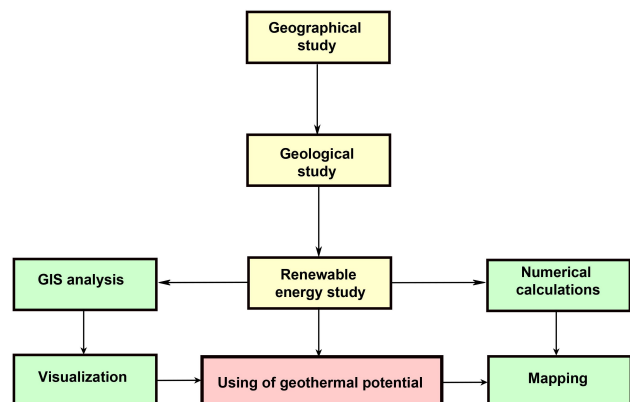 Geographical
study
Geological
study
GIS analysis
Renewable
energy study
Numerical
calculations
Visualization
Using of geothermal potential
Mapping